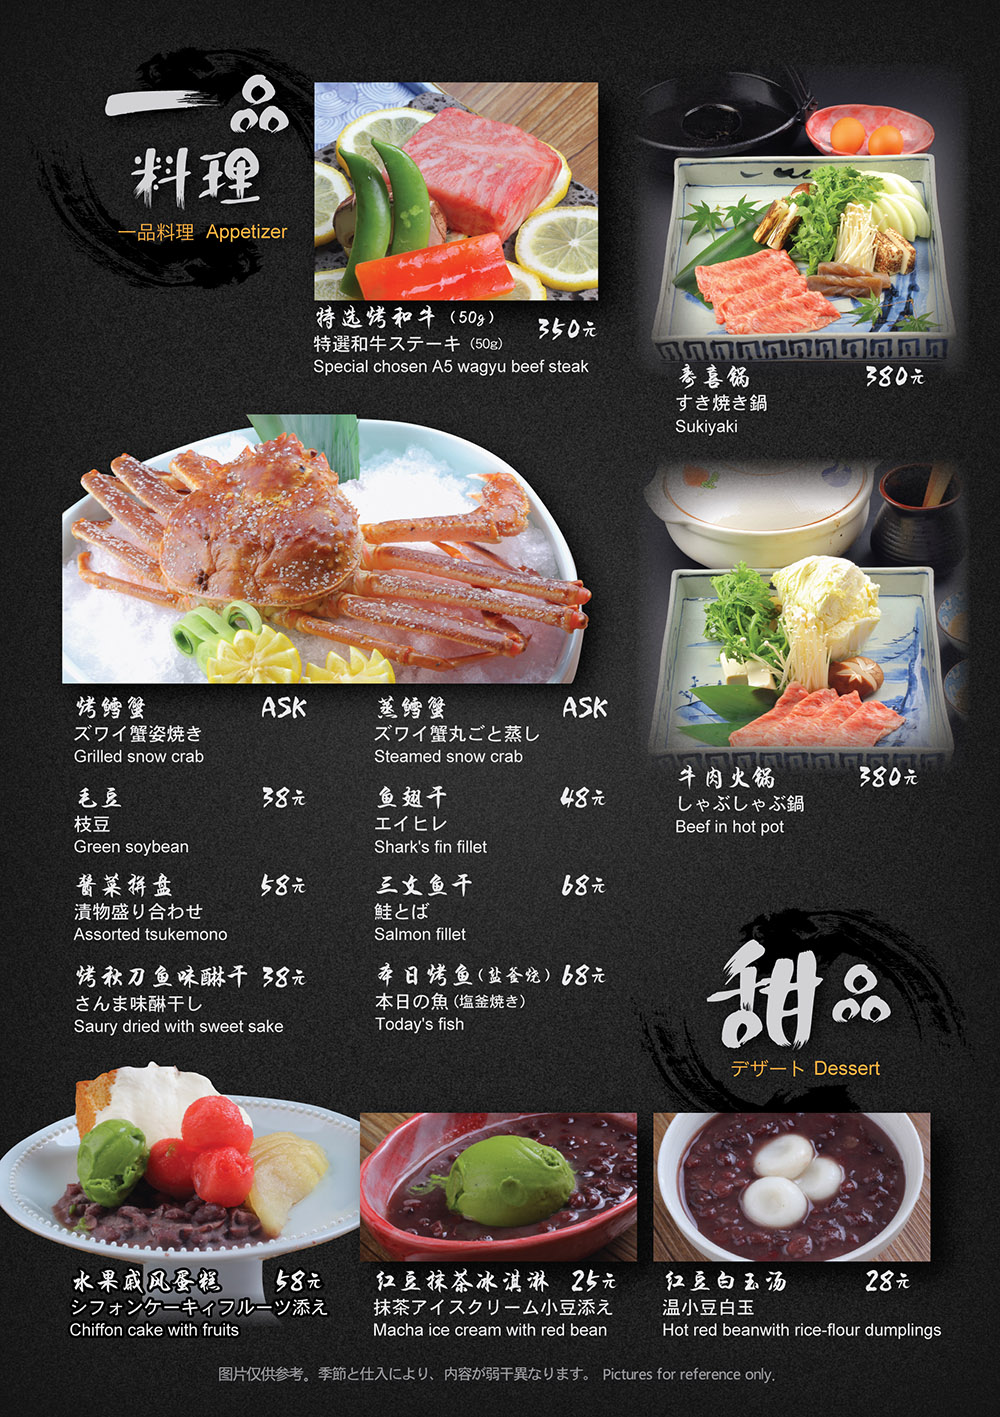 一品
料理
一品料理 Appetizer
特选烤和牛（50g） 350元
特選和牛ステーキ（50g）
Special chosen A5 wagyu beef steak
寿喜锅 380元
すき焼き鍋
Sukiyaki
烤鳕蟹 ASK
ズワイ蟹姿焼き
Grilled snow crab
蒸鳕蟹 ASK
ズワイ蟹丸ごと蒸し
Steamed snow crab
牛肉火锅 380元
しゃぶしゃぶ鍋
Beef in hot pot
毛豆 38元
枝豆
Green soybean
鱼翅干 48元
エイヒレ
Shark's fin fillet
酱菜拼盘 58元
漬物盛り合わせ
Assorted tsukemono
三文鱼干 68元
鮭とば
Salmon fillet
烤秋刀鱼味醂干 38元
さんま味醂干し
Saury dried with sweet sake
本日烤鱼（盐釜烧） 68元
本日の魚（塩釜焼き）
Today's fish
甜品
デザート Dessert
水果戚风蛋糕 58元
シフォンケーキィフルーツ添え
Chiffon cake with fruits
红豆抹茶冰淇淋 25元
抹茶アイスクリーム小豆添え
Macha ice cream with red bean
红豆白玉汤 28元
温小豆白玉
Hot red beanwith rice-flour dumplings
图片仅供参考。季節と仕入により、内容が弱干異なります。 Pictures for reference only.